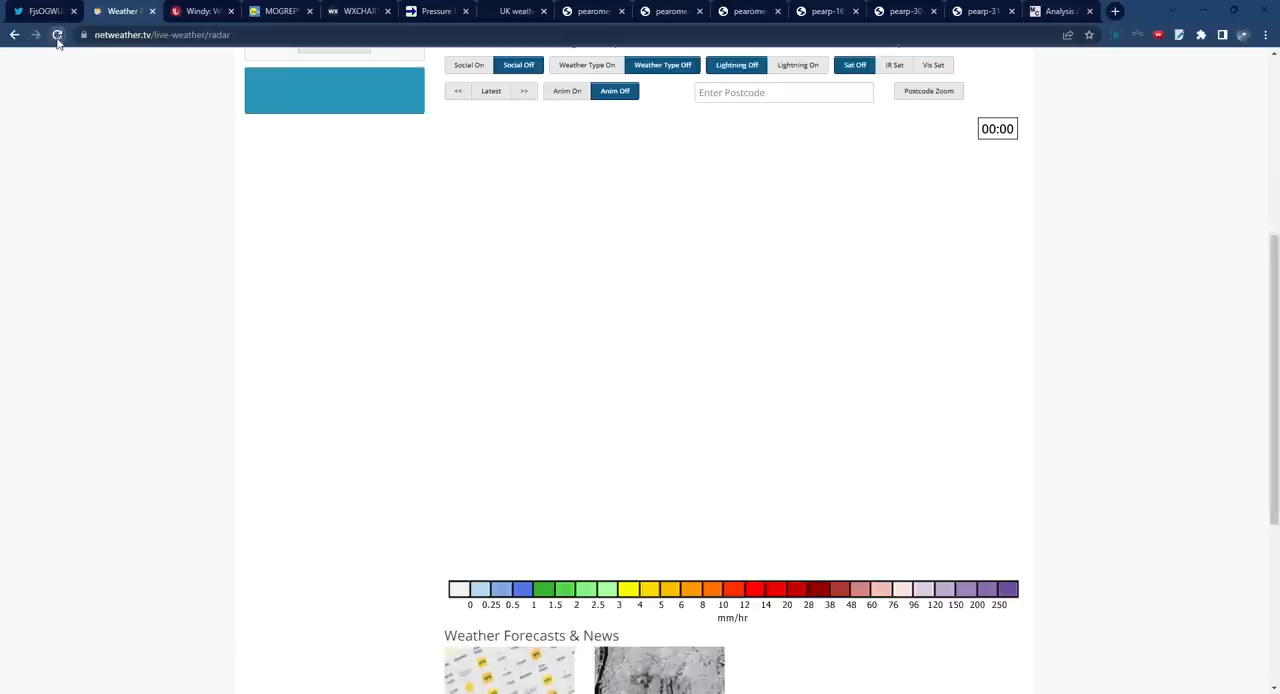 FjsOGWU
Weather F
Windy: W
MOGREP
WXCHAR
Pressure F
UK weath
pearome
pearome
pearome
pearp-16
pearp-30
pearp-31
Analysis
netweather.tv/live-weather/radar
Social On Social Off Weather Type On Weather Type Off Lightning Off Lightning On Sat Off IR Sat Vis Sat
<< Latest >> Anim On Anim Off Enter Postcode Postcode Zoom
00:00
0 0.25 0.5 1 1.5 2 2.5 3 4 5 6 8 10 12 14 20 28 38 48 60 76 96 120 150 200 250
mm/hr
Weather Forecasts & News